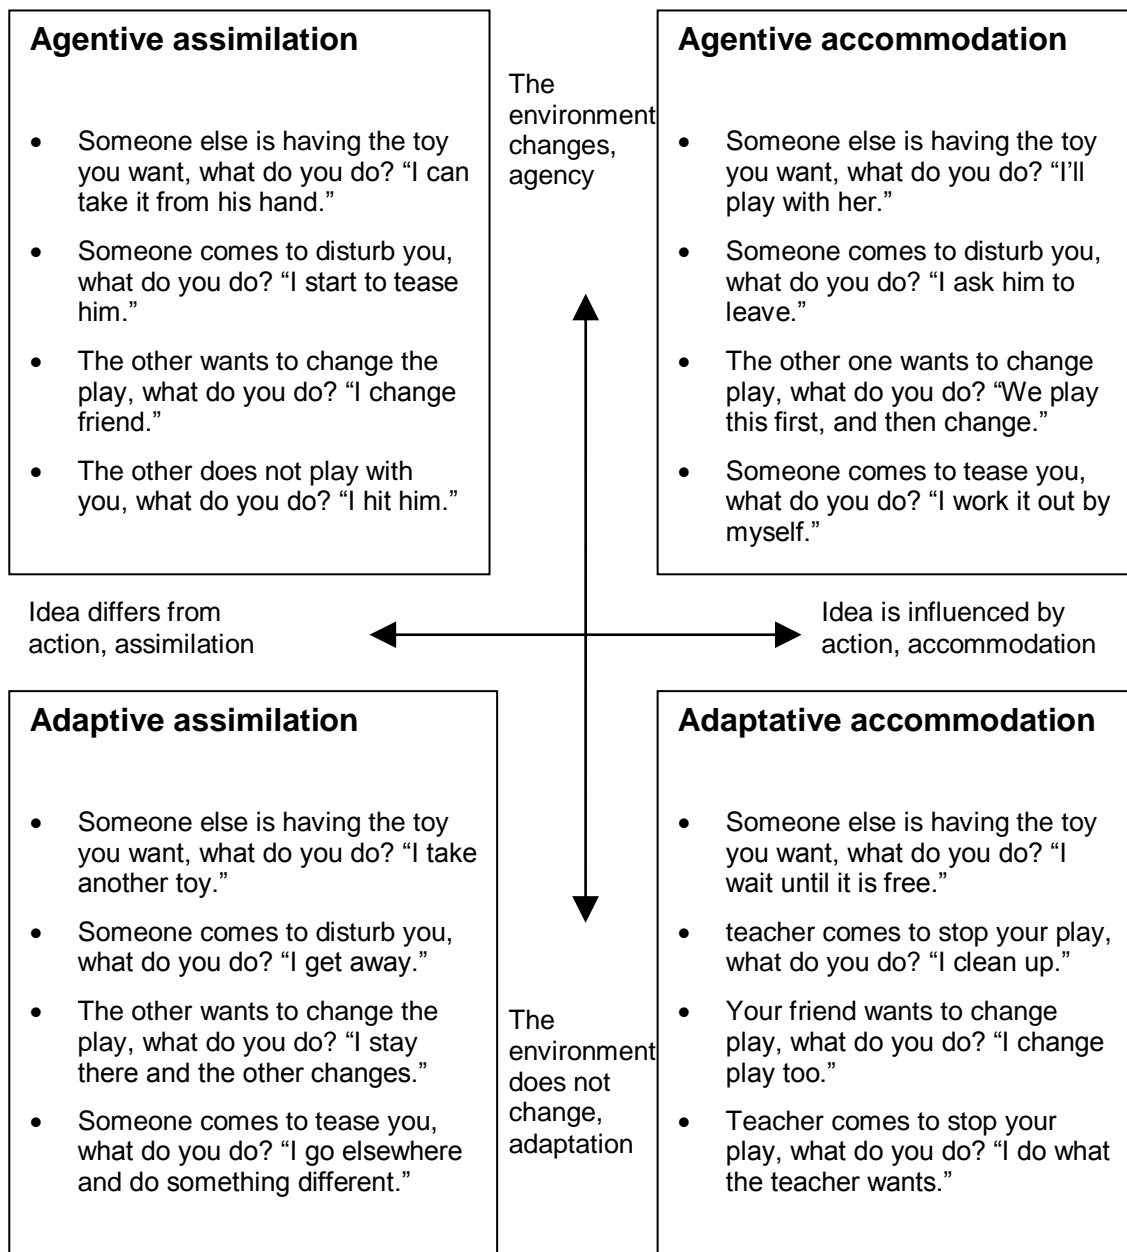 Agentive assimilation
• Someone else is having the toy
you want, what do you do? “I can
take it from his hand.”
• Someone comes to disturb you,
what do you do? “I start to tease
him.”
• The other wants to change the
play, what do you do? “I change
friend.”
• The other does not play with
you, what do you do? “I hit him.”
The
environment
changes,
agency
Agentive accommodation
• Someone else is having the toy
you want, what do you do? “I’ll
play with her.”
• Someone comes to disturb you,
what do you do? “I ask him to
leave.”
• The other one wants to change
play, what do you do? “We play
this first, and then change.”
• Someone comes to tease you,
what do you do? “I work it out by
myself.”
Idea differs from
action, assimilation
Idea is influenced by
action, accommodation
Adaptive assimilation
• Someone else is having the toy
you want, what do you do? “I take
another toy.”
• Someone comes to disturb you,
what do you do? “I get away.”
• The other wants to change the
play, what do you do? “I stay
there and the other changes.”
• Someone comes to tease you,
what do you do? “I go elsewhere
and do something different.”
The
environment
does not
change,
adaptation
Adaptative accommodation
• Someone else is having the toy
you want, what do you do? “I
wait until it is free.”
• teacher comes to stop your play,
what do you do? “I clean up.”
• Your friend wants to change
play, what do you do? “I change
play too.”
• Teacher comes to stop your
play, what do you do? “I do what
the teacher wants.”